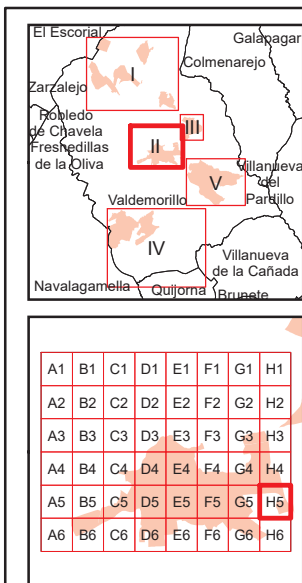 El Escorial
Galapagar
I
Colmenarejo
Zarzalejo
Robledo
de Chavela
III
Fresnedillas
de la Oliva
II
Villanueva
del
Pardillo
V
Valdemorillo
IV
Villanueva
de la Cañada
Navalagamella
Quijorna
Brunete
A1 B1 C1 D1 E1 F1 G1 H1
A2 B2 C2 D2 E2 F2 G2 H2
A3 B3 C3 D3 E3 F3 G3 H3
A4 B4 C4 D4 E4 F4 G4 H4
A5 B5 C5 D5 E5 F5 G5 H5
A6 B6 C6 D6 E6 F6 G6 H6